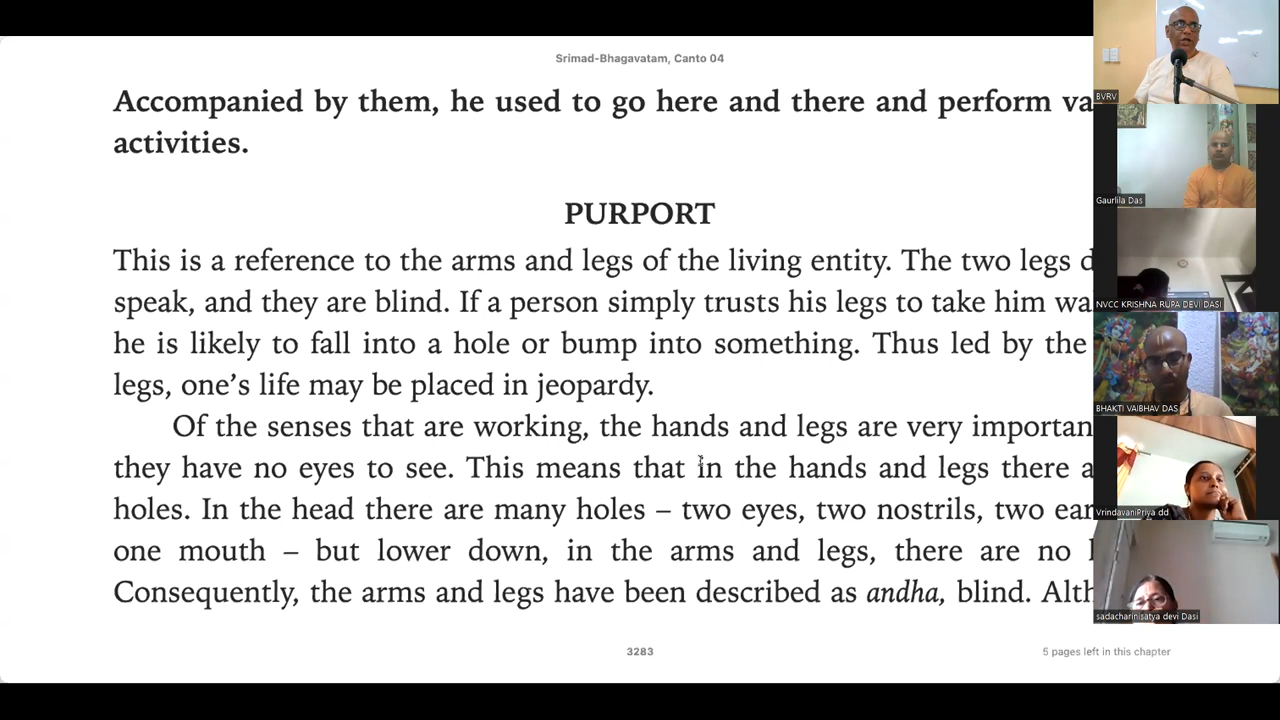 Srimad-Bhagavatam, Canto 04
Accompanied by them, he used to go here and there and perform
activities.
PURPORT
This is a reference to the arms and legs of the living entity. The two legs
speak, and they are blind. If a person simply trusts his legs to take him
he is likely to fall into a hole or bump into something. Thus led by the
legs, one's life may be placed in jeopardy.
Of the senses that are working, the hands and legs are very
they have no eyes to see. This means that in the hands and legs there
holes. In the head there are many holes – two eyes, two nostrils, two
one mouth – but lower down, in the arms and legs, there are no
Consequently, the arms and legs have been described as andha, blind.
3283
5 pages left in this chapter
BVRV
Gaurlila Das
NVCC KRISHNA RUPA DEVI DASI
BHAKTI VAIBHAV DAS
VrindavaniPriya dd
sadacharinisatya devi Dasi